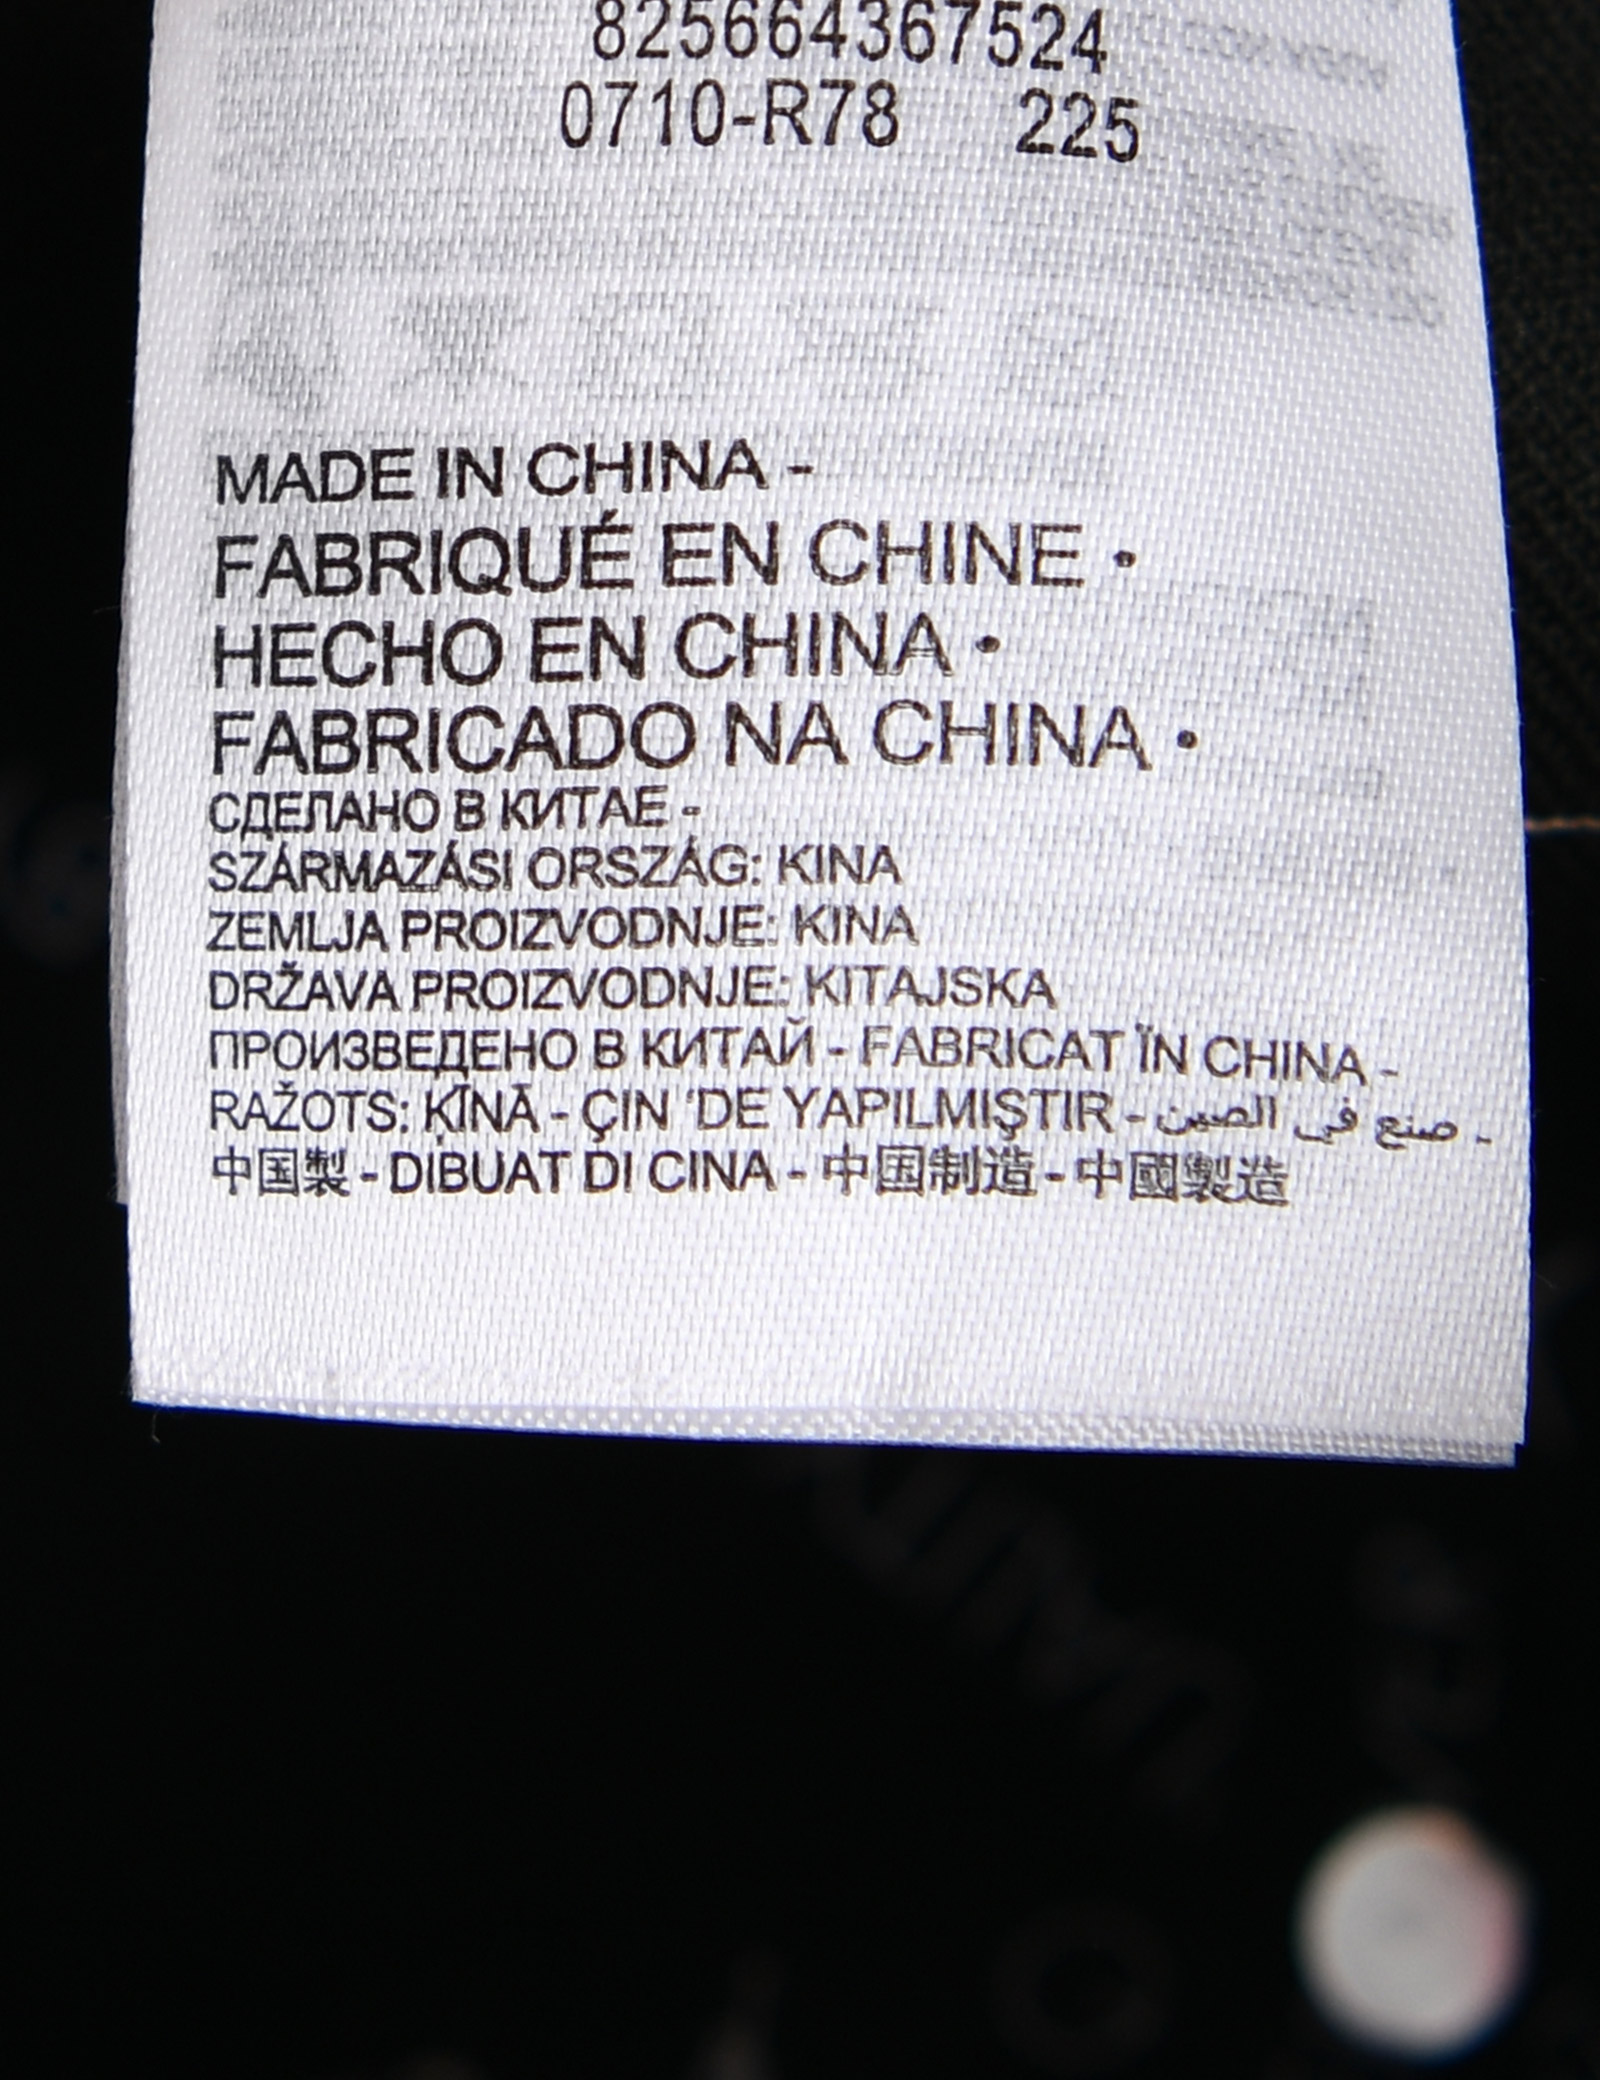 825664367524
0710-R78 225
MADE IN CHINA -
FABRIQUÉ EN CHINE •
HECHO EN CHINA •
FABRICADO NA CHINA •
СДЕЛАНО В КИТАЕ -
SZÁRMAZÁSI ORSZÁG: KINA
ZEMLJA PROIZVODNJE: KINA
DRŽAVA PROIZVODNJE: KITAJSKA
ПРОИЗВЕДЕНО В КИТАЙ - FABRICAT ÏN CHINA -
RAŽOTS: ĶĪNĀ - ÇIN 'DE YAPILMIŞTIR - صنع في الصين -
中国製 - DIBUAT DI CINA - 中国制造 - 中國製造